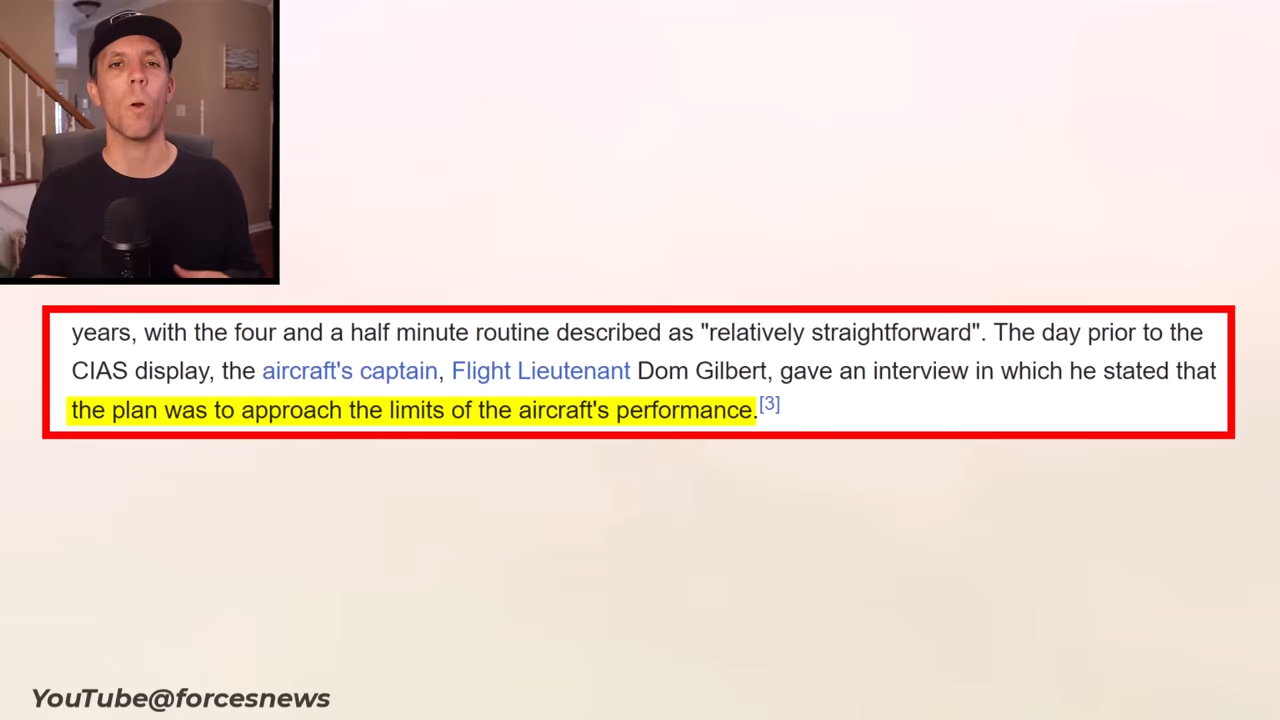 years, with the four and a half minute routine described as "relatively straightforward". The day prior to the
CIAS display, the aircraft's captain, Flight Lieutenant Dom Gilbert, gave an interview in which he stated that
the plan was to approach the limits of the aircraft's performance.[3]
YouTube@forcesnews